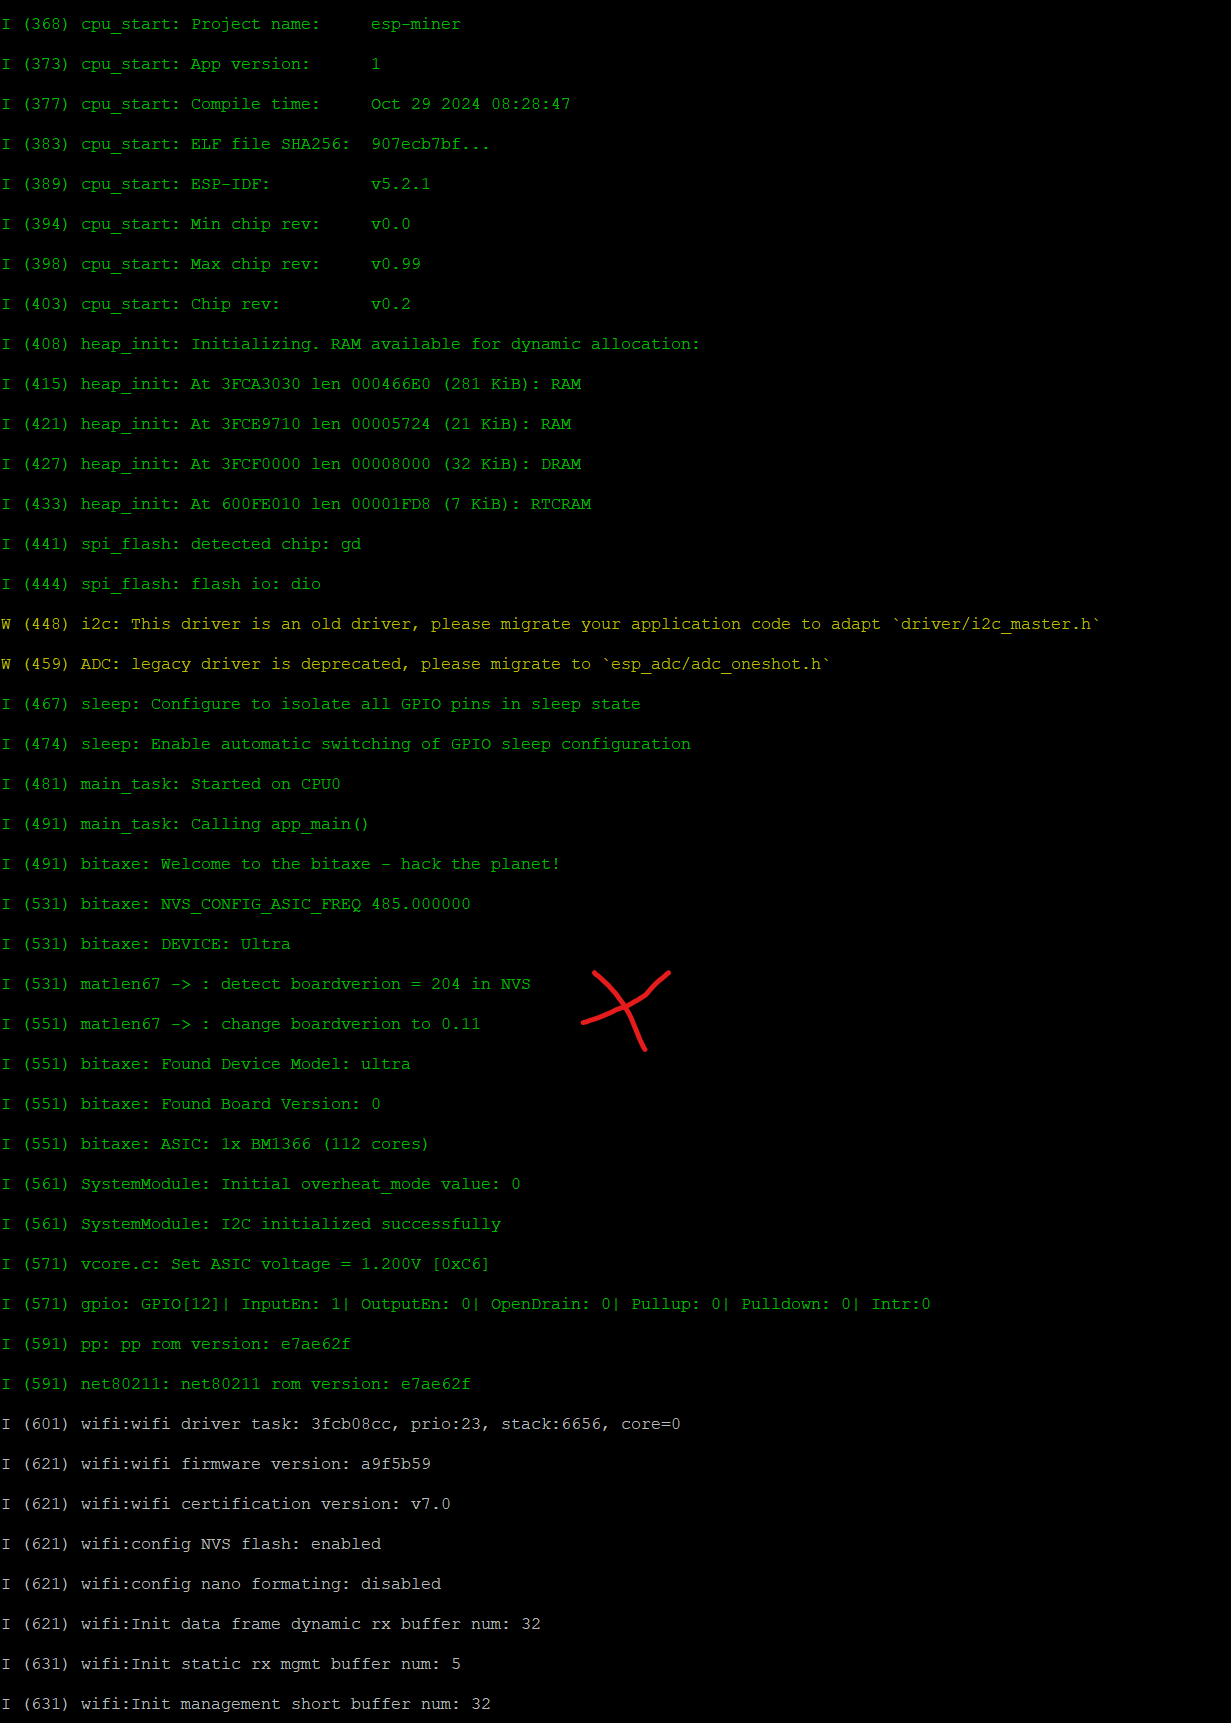 I (368) cpu_start: Project name:     esp-miner
I (373) cpu_start: App version:      1
I (377) cpu_start: Compile time:     Oct 29 2024 08:28:47
I (383) cpu_start: ELF file SHA256:  907ecb7bf...
I (389) cpu_start: ESP-IDF:          v5.2.1
I (394) cpu_start: Min chip rev:     v0.0
I (398) cpu_start: Max chip rev:     v0.99
I (403) cpu_start: Chip rev:         v0.2
I (408) heap_init: Initializing. RAM available for dynamic allocation:
I (415) heap_init: At 3FCA3030 len 000466E0 (281 KiB): RAM
I (421) heap_init: At 3FCE9710 len 00005724 (21 KiB): RAM
I (427) heap_init: At 3FCF0000 len 00008000 (32 KiB): DRAM
I (433) heap_init: At 600FE010 len 00001FD8 (7 KiB): RTCRAM
I (441) spi_flash: detected chip: gd
I (444) spi_flash: flash io: dio
W (448) i2c: This driver is an old driver, please migrate your application code to adapt `driver/i2c_master.h`
W (459) ADC: legacy driver is deprecated, please migrate to `esp_adc/adc_oneshot.h`
I (467) sleep: Configure to isolate all GPIO pins in sleep state
I (474) sleep: Enable automatic switching of GPIO sleep configuration
I (481) main_task: Started on CPU0
I (491) main_task: Calling app_main()
I (491) bitaxe: Welcome to the bitaxe - hack the planet!
I (531) bitaxe: NVS_CONFIG_ASIC_FREQ 485.000000
I (531) bitaxe: DEVICE: Ultra
I (531) matlen67 -> : detect boardverion = 204 in NVS
I (551) matlen67 -> : change boardverion to 0.11
I (551) bitaxe: Found Device Model: ultra
I (551) bitaxe: Found Board Version: 0
I (551) bitaxe: ASIC: 1x BM1366 (112 cores)
I (561) SystemModule: Initial overheat_mode value: 0
I (561) SystemModule: I2C initialized successfully
I (571) vcore.c: Set ASIC voltage = 1.200V [0xC6]
I (571) gpio: GPIO[12]| InputEn: 1| OutputEn: 0| OpenDrain: 0| Pullup: 0| Pulldown: 0| Intr:0
I (591) pp: pp rom version: e7ae62f
I (591) net80211: net80211 rom version: e7ae62f
I (601) wifi:wifi driver task: 3fcb08cc, prio:23, stack:6656, core=0
I (621) wifi:wifi firmware version: a9f5b59
I (621) wifi:wifi certification version: v7.0
I (621) wifi:config NVS flash: enabled
I (621) wifi:config nano formating: disabled
I (621) wifi:Init data frame dynamic rx buffer num: 32
I (631) wifi:Init static rx mgmt buffer num: 5
I (631) wifi:Init management short buffer num: 32